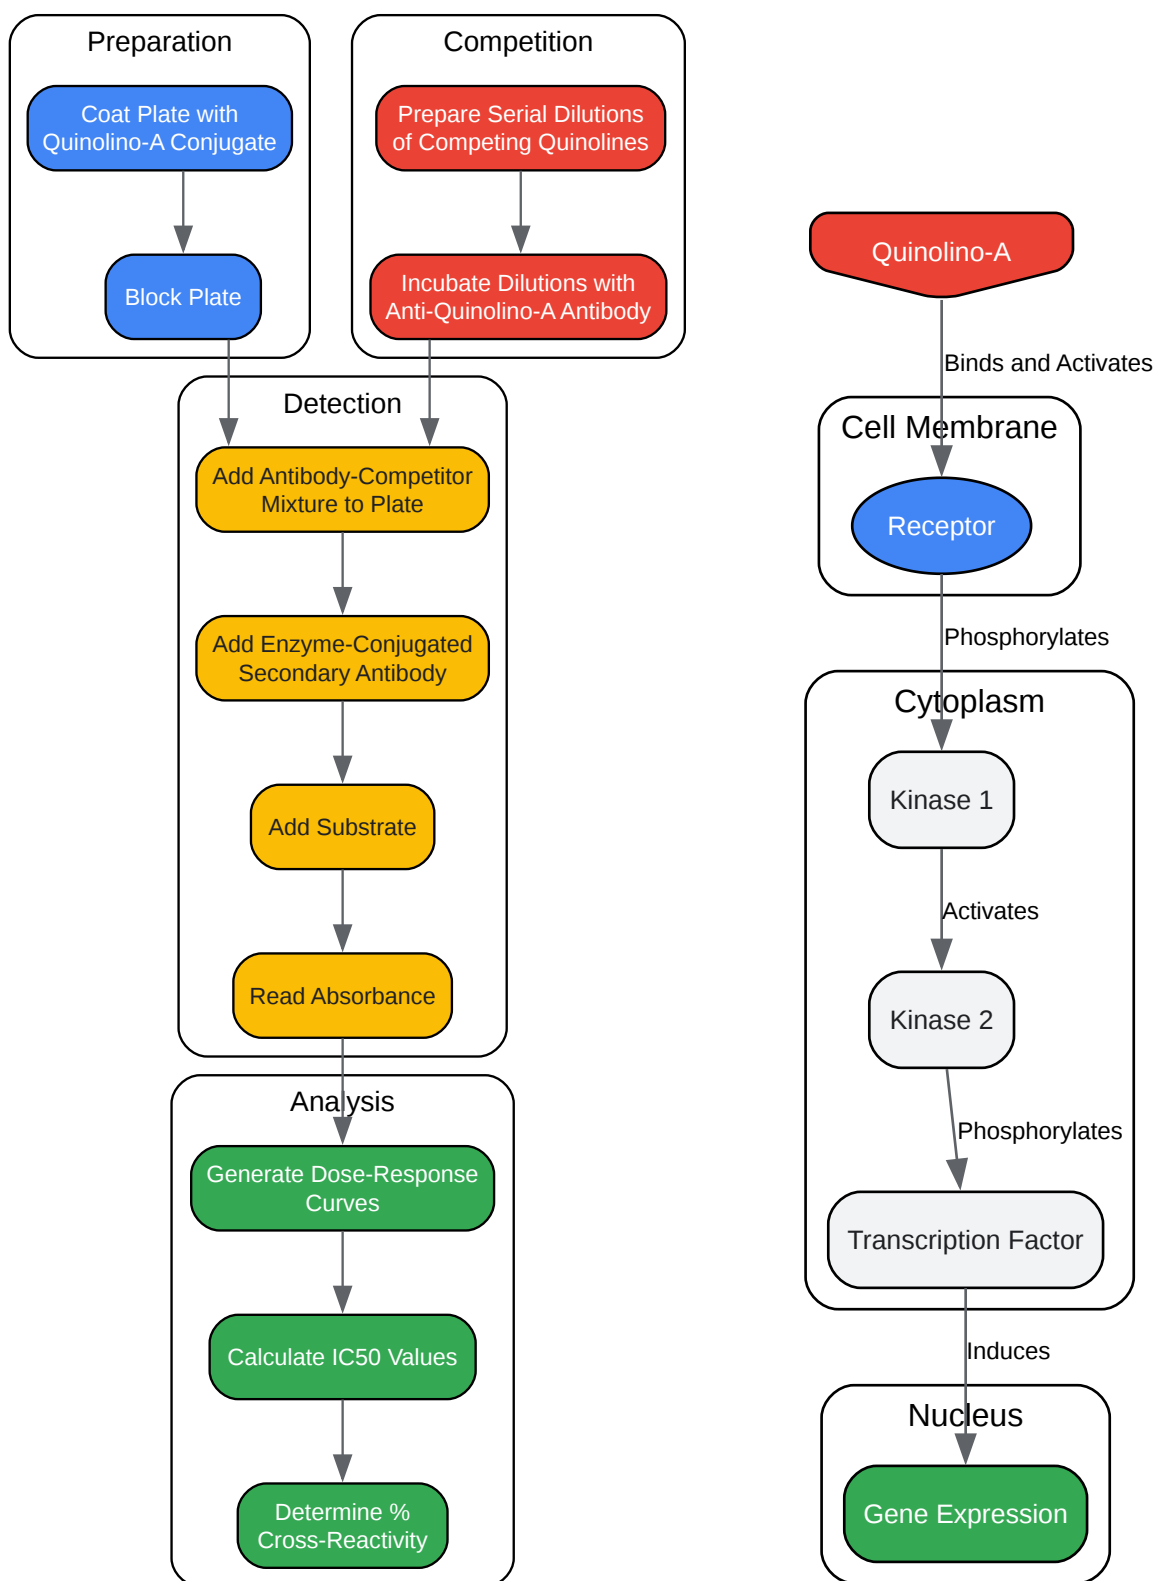 Preparation
Coat Plate with
Quinolino-A Conjugate
Block Plate
Competition
Prepare Serial Dilutions
of Competing Quinolines
Incubate Dilutions with
Anti-Quinolino-A Antibody
Detection
Add Antibody-Competitor
Mixture to Plate
Add Enzyme-Conjugated
Secondary Antibody
Add Substrate
Read Absorbance
Analysis
Generate Dose-Response
Curves
Calculate IC50 Values
Determine %
Cross-Reactivity
Quinolino-A
Binds and Activates
Cell Membrane
Receptor
Phosphorylates
Cytoplasm
Kinase 1
Activates
Kinase 2
Phosphorylates
Transcription Factor
Induces
Nucleus
Gene Expression